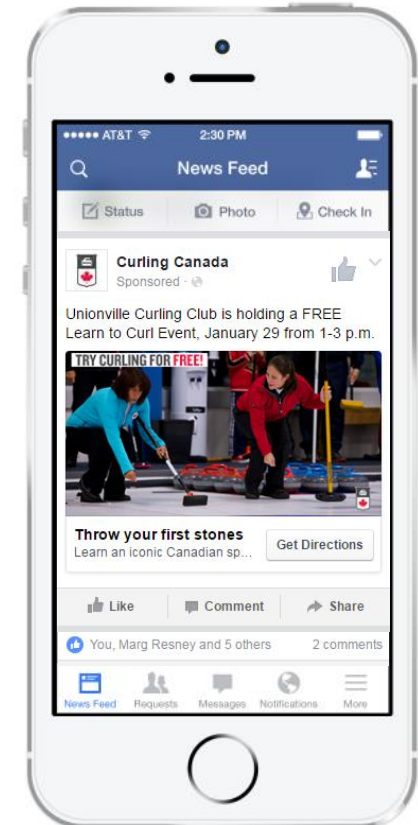 AT&T 2:30 PM
News Feed
Status Photo Check In
Curling Canada
Sponsored
Unionville Curling Club is holding a FREE
Learn to Curl Event, January 29 from 1-3 p.m.
TRY CURLING FOR FREE!
Throw your first stones
Learn an iconic Canadian sp...
Get Directions
Like Comment Share
You, Marg Resney and 5 others 2 comments
News Feed Requests Messages Notifications More